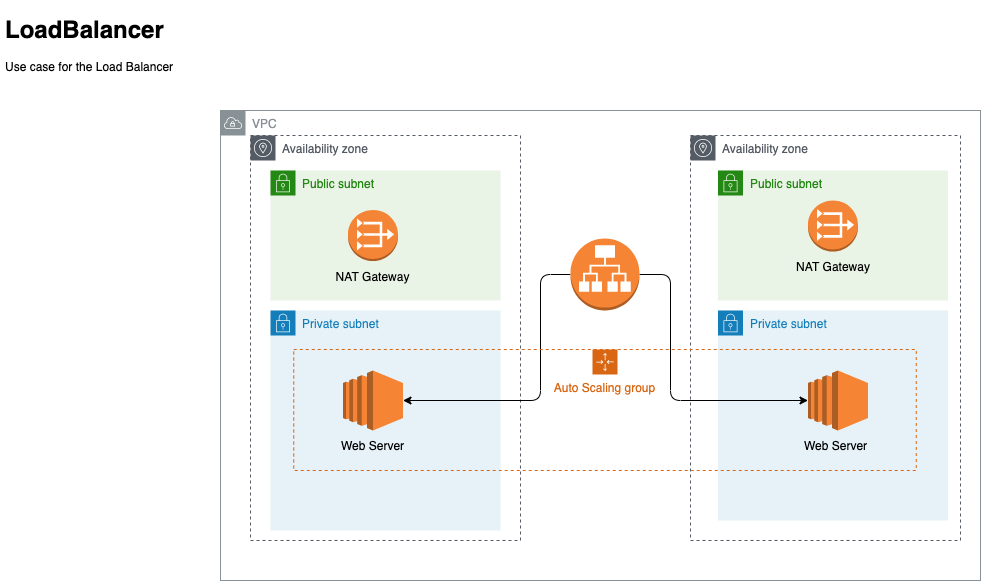 LoadBalancer
Use case for the Load Balancer
VPC
Availability zone
Public subnet
NAT Gateway
Private subnet
Web Server
Auto Scaling group
Availability zone
Public subnet
NAT Gateway
Private subnet
Web Server